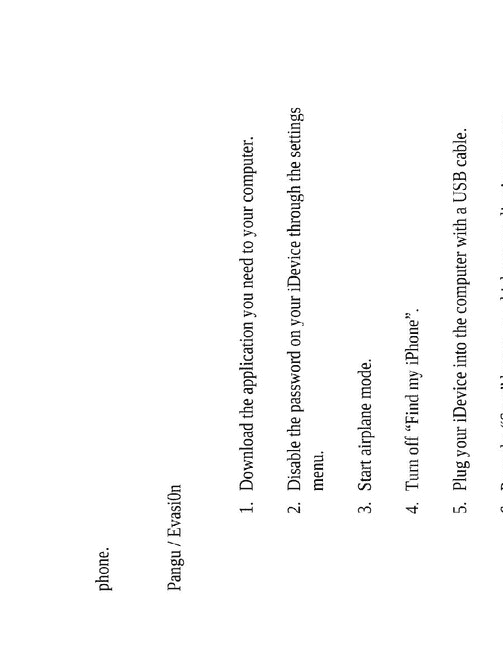 phone.
Pangu / Evasi0n
1. Download the application you need to your computer.
2. Disable the password on your iDevice through the settings
menu.
3. Start airplane mode.
4. Turn off “Find my iPhone”.
5. Plug your iDevice into the computer with a USB cable.